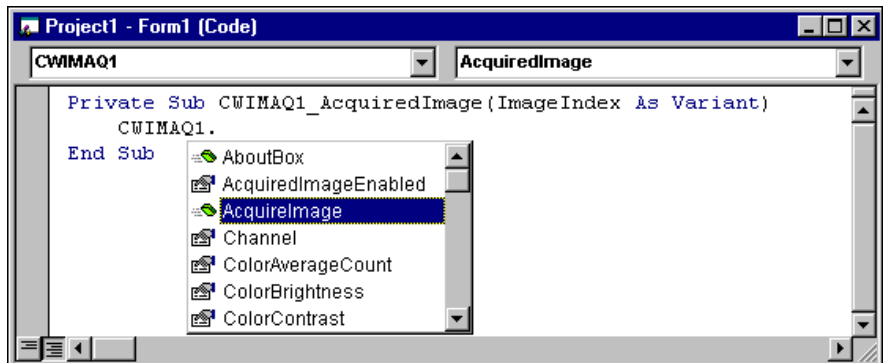 Project1 - Form1 (Code)
CWIMAQ1 AcquiredImage
Private Sub CWIMAQ1_AcquiredImage(ImageIndex As Variant)
CWIMAQ1.
End Sub
AboutBox
AcquiredImageEnabled
AcquireImage
Channel
ColorAverageCount
ColorBrightness
ColorContrast